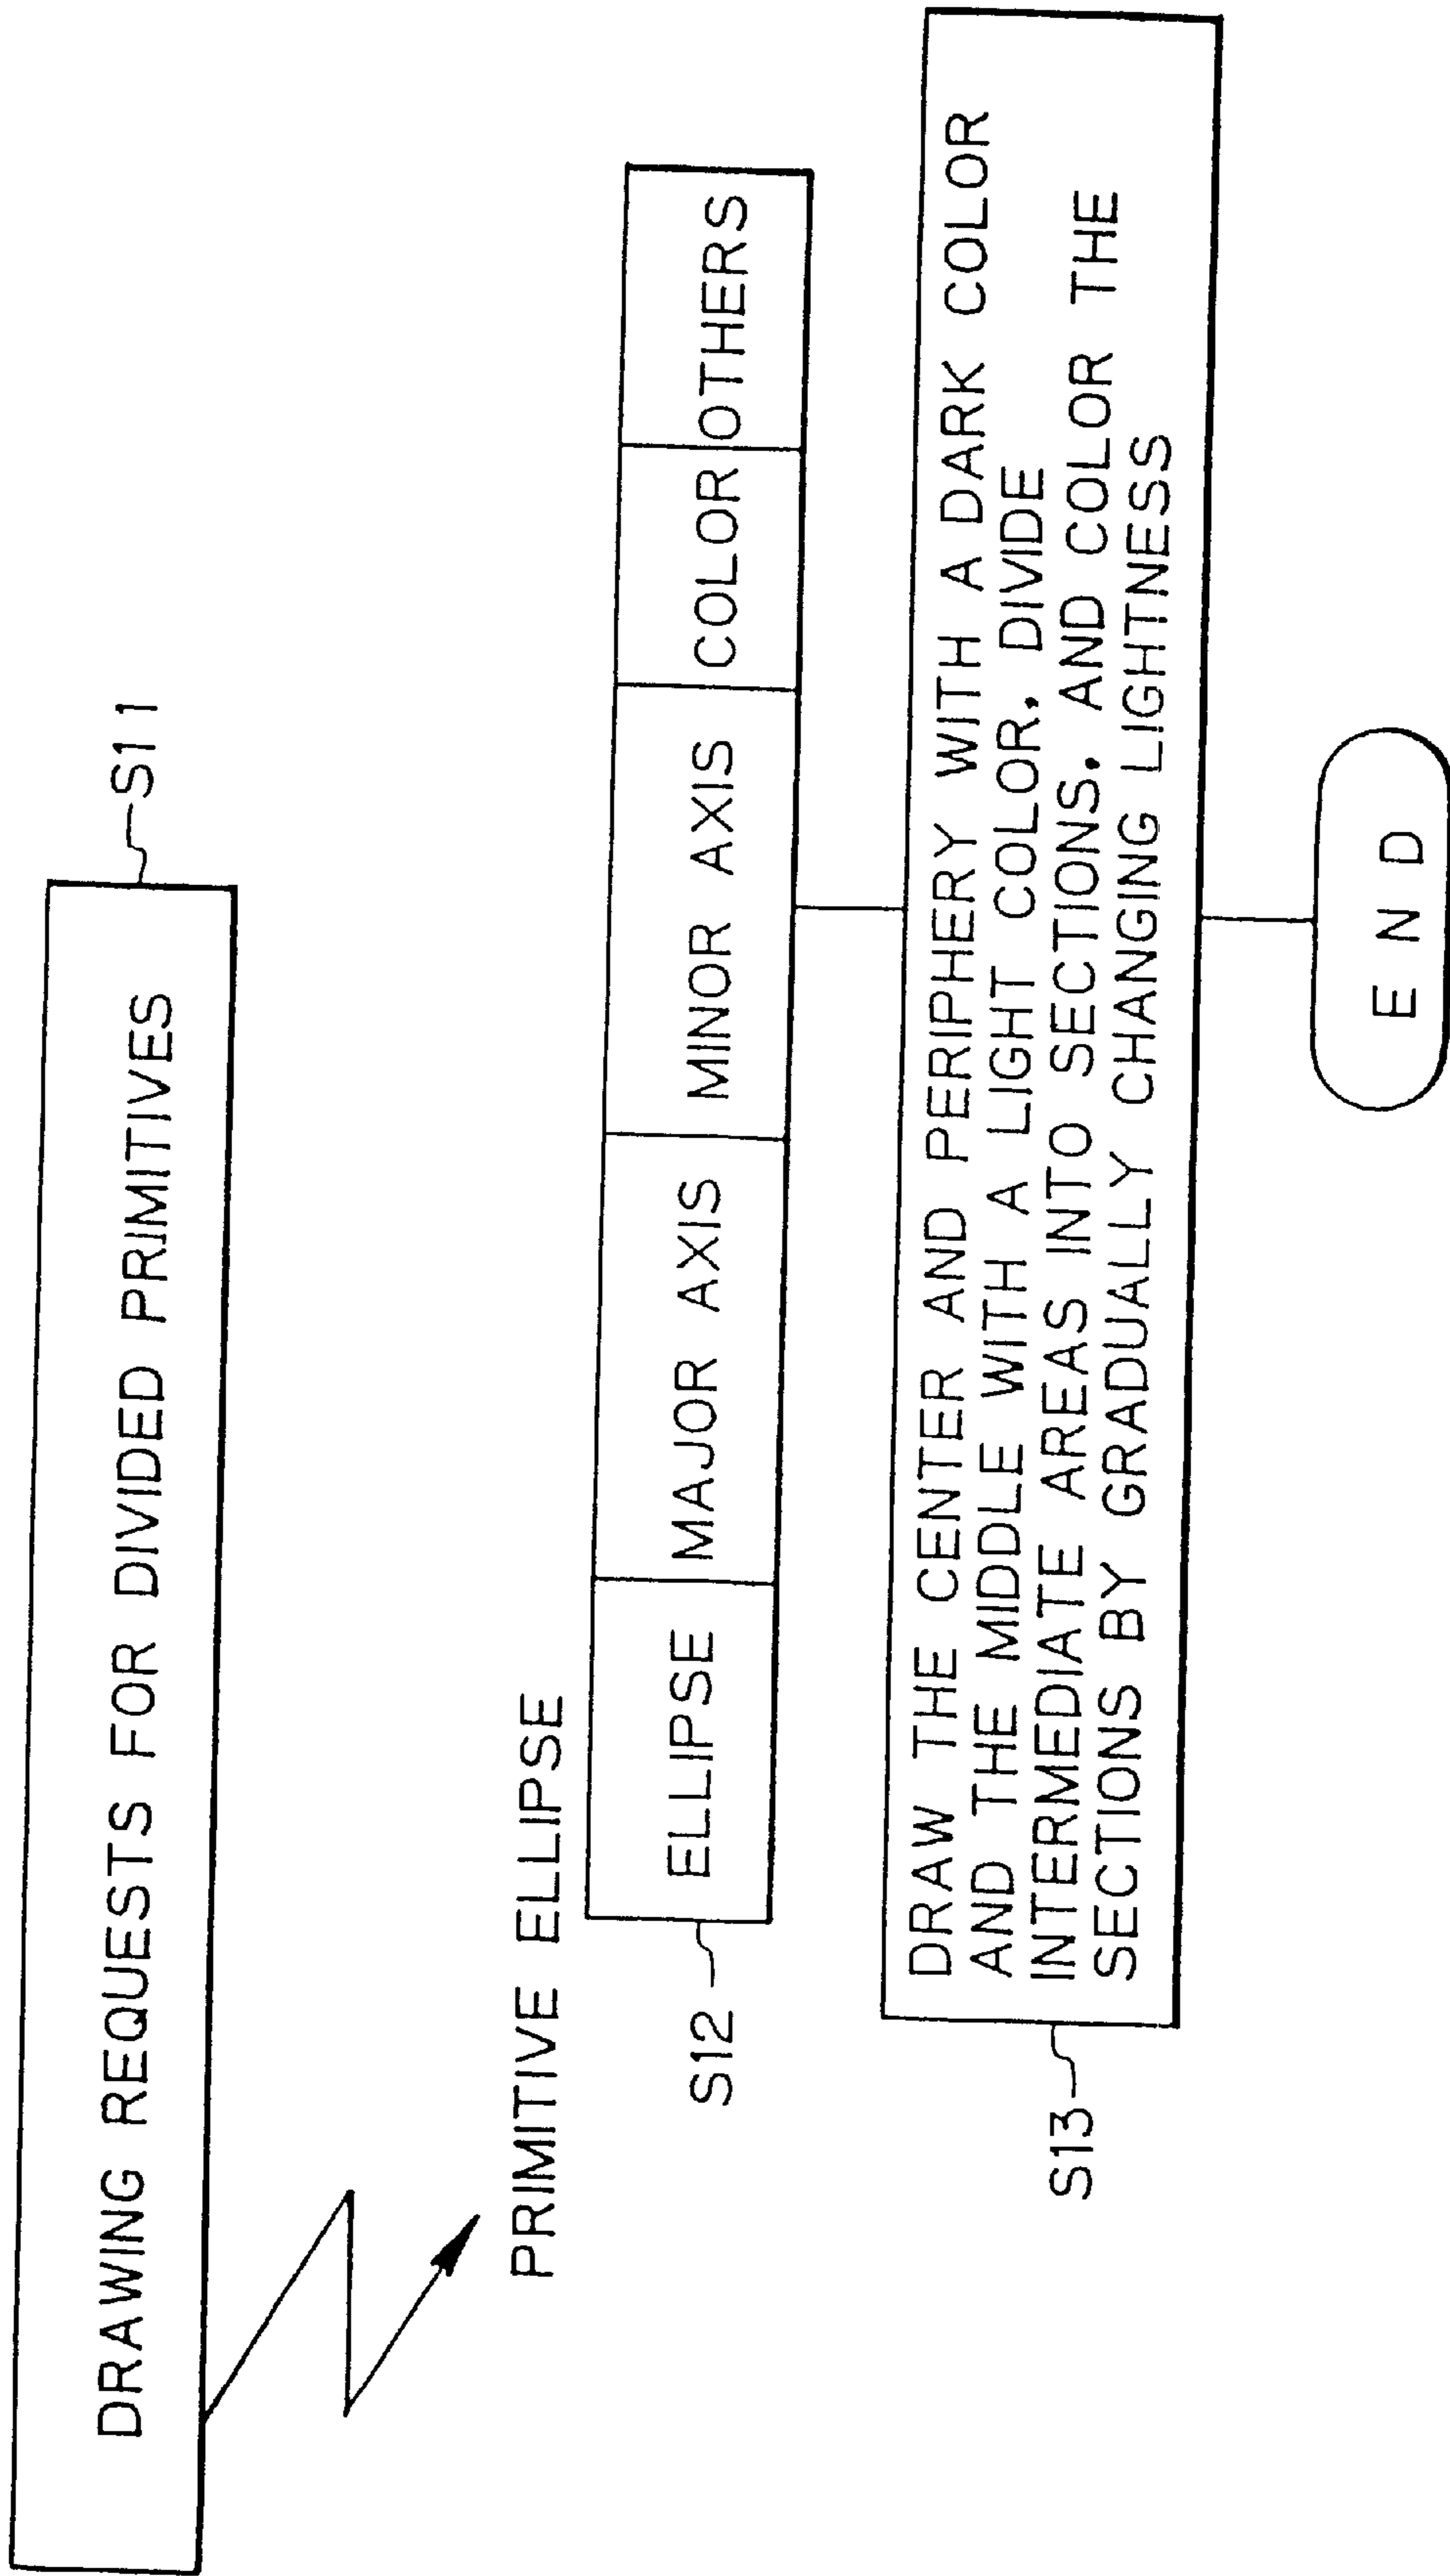 DRAWING REQUESTS FOR DIVIDED PRIMITIVES
S11
PRIMITIVE ELLIPSE
S12
ELLIPSE
MAJOR AXIS
MINOR AXIS
COLOR
OTHERS
S13
DRAW THE CENTER AND PERIPHERY WITH A DARK COLOR
AND THE MIDDLE WITH A LIGHT COLOR, DIVIDE
INTERMEDIATE AREAS INTO SECTIONS, AND COLOR THE
SECTIONS BY GRADUALLY CHANGING LIGHTNESS
END